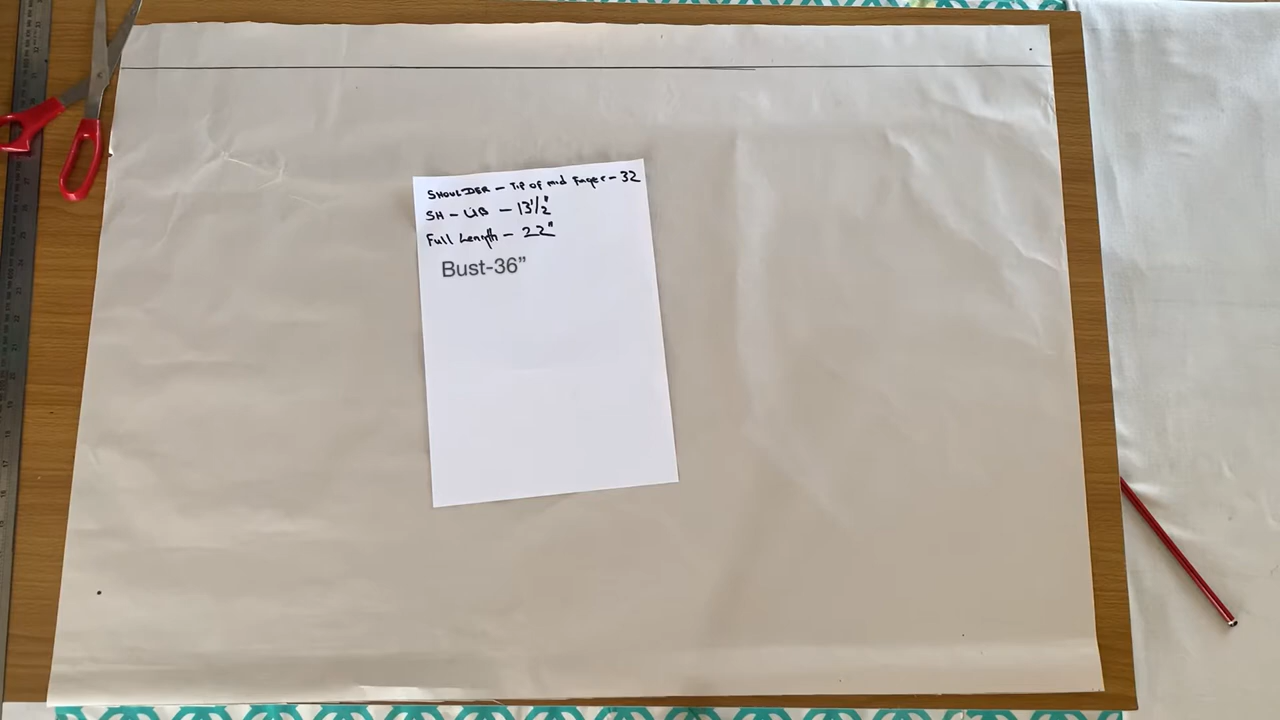 SHOULDER - Tip of mid finger - 32
SH - UB - 13 1/2"
Full Length - 22"
Bust-36”